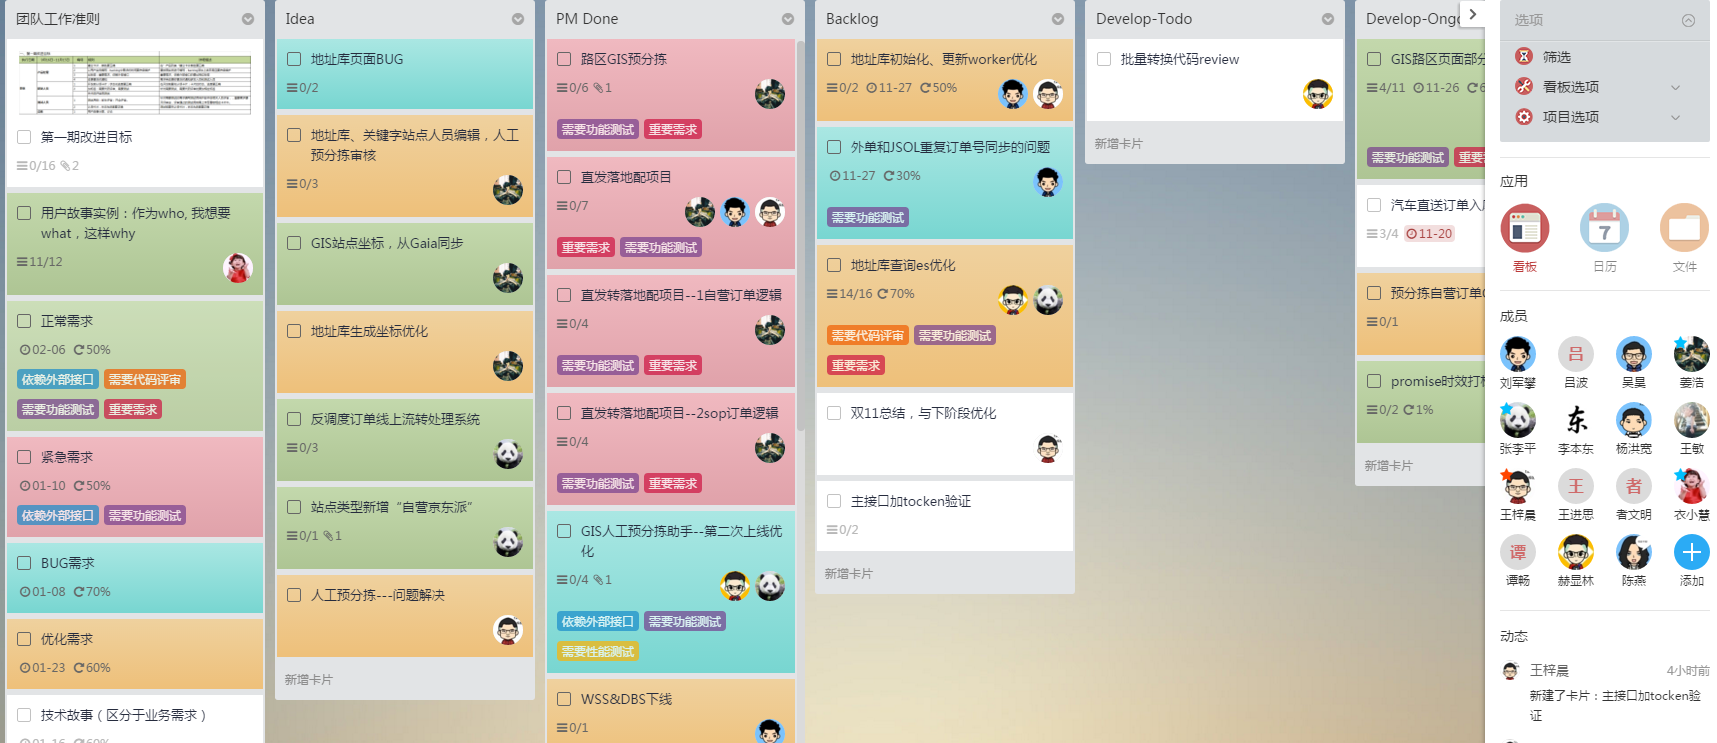 团队工作准则
第一期改进目标
0/16 2
用户故事实例：作为who, 我想要
what，这样why
11/12
正常需求
02-06 50%
依赖外部接口 需要代码评审
需要功能测试 重要需求
紧急需求
01-10 50%
依赖外部接口 需要功能测试
BUG需求
01-08 70%
优化需求
01-23 60%
技术故事（区分于业务需求）
01-16 60%
Idea
地址库页面BUG
0/2
地址库、关键字站点人员编辑，人工
预分拣审核
0/3
GIS站点坐标，从Gaia同步
地址库生成坐标优化
反调度订单线上流转处理系统
0/3
站点类型新增“自营京东派”
0/1 1
人工预分拣---问题解决
新增卡片
PM Done
路区GIS预分拣
0/6 1
需要功能测试 重要需求
直发落地配项目
0/7
重要需求 需要功能测试
直发转落地配项目--1自营订单逻辑
0/4
需要功能测试 重要需求
直发转落地配项目--2sop订单逻辑
0/4
需要功能测试 重要需求
GIS人工预分拣助手--第二次上线优
化
0/4 1
依赖外部接口 需要功能测试
需要性能测试
WSS&DBS下线
0/1
Backlog
地址库初始化、更新worker优化
0/2 11-27 50%
外单和JSOL重复订单号同步的问题
11-27 30%
需要功能测试
地址库查询es优化
14/16 70%
需要代码评审 需要功能测试
重要需求
双11总结，与下阶段优化
主接口加tocken验证
0/2
新增卡片
Develop-Todo
批量转换代码review
新增卡片
Develop-Ongo
GIS路区页面部分
4/11 11-26 6
需要功能测试 重要
汽车直送订单入
3/4 11-20
预分拣自营订单
0/1
promise时效打
0/2 1%
新增卡片
选项
筛选
看板选项
项目选项
应用
7
看板 日历 文件
成员
吕
刘军攀 吕波 吴昊 姜浩
东
张李平 李本东 杨洪宽 王敏
王 者
王梓晨 王进思 者文明 衣小慧
谭
谭畅 赫显林 陈燕 添加
动态
王梓晨 4小时前
新建了卡片：主接口加tocken验
证